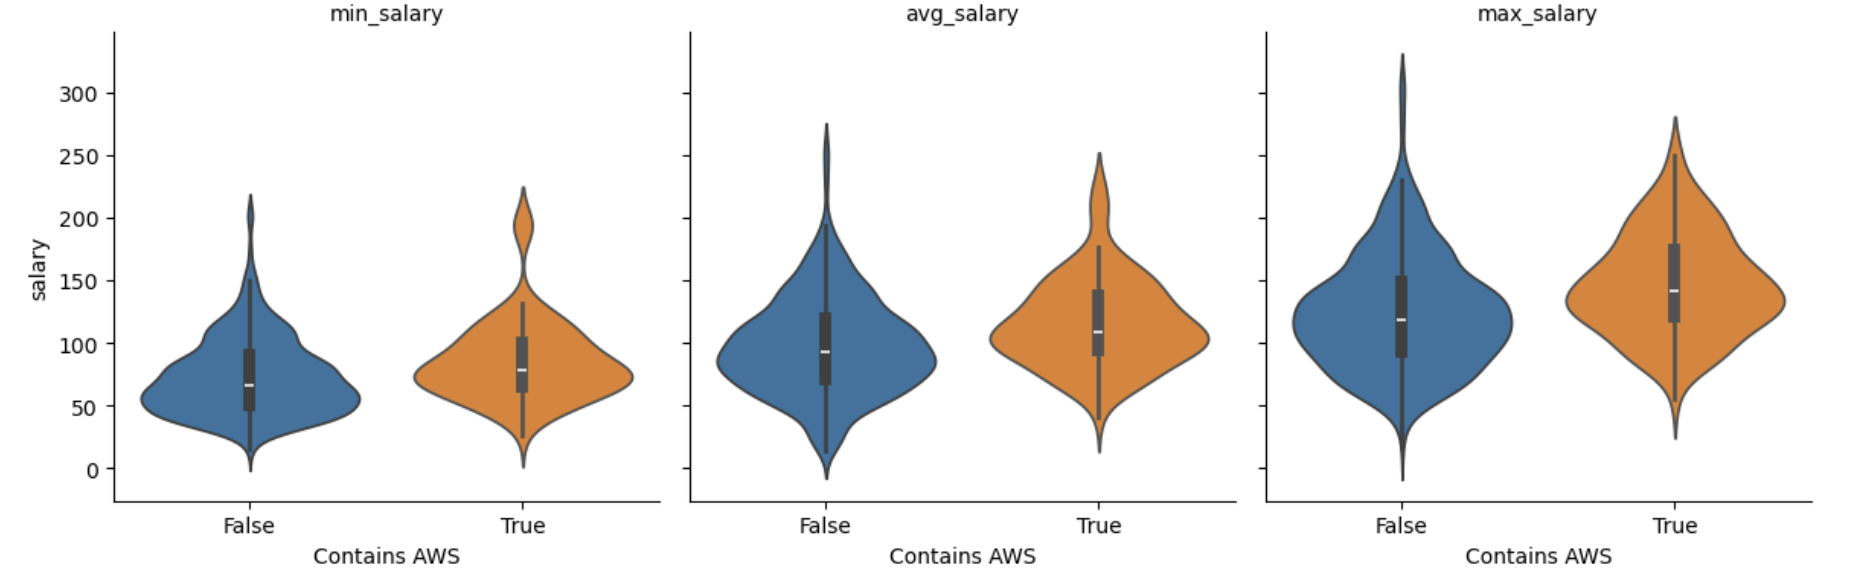 min_salary
avg_salary
max_salary
salary
300
250
200
150
100
50
0
False
True
False
True
False
True
Contains AWS
Contains AWS
Contains AWS